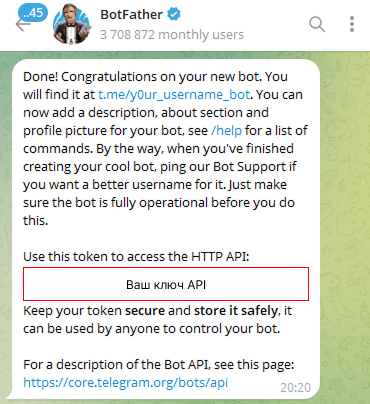 ..45
BotFather
3 708 872 monthly users
Done! Congratulations on your new bot. You
will find it at t.me/y0ur_username_bot. You can
now add a description, about section and
profile picture for your bot, see /help for a list of
commands. By the way, when you've finished
creating your cool bot, ping our Bot Support if
you want a better username for it. Just make
sure the bot is fully operational before you do
this.
Use this token to access the HTTP API:
Ваш ключ API
Keep your token secure and store it safely, it
can be used by anyone to control your bot.
For a description of the Bot API, see this page:
https://core.telegram.org/bots/api
20:20